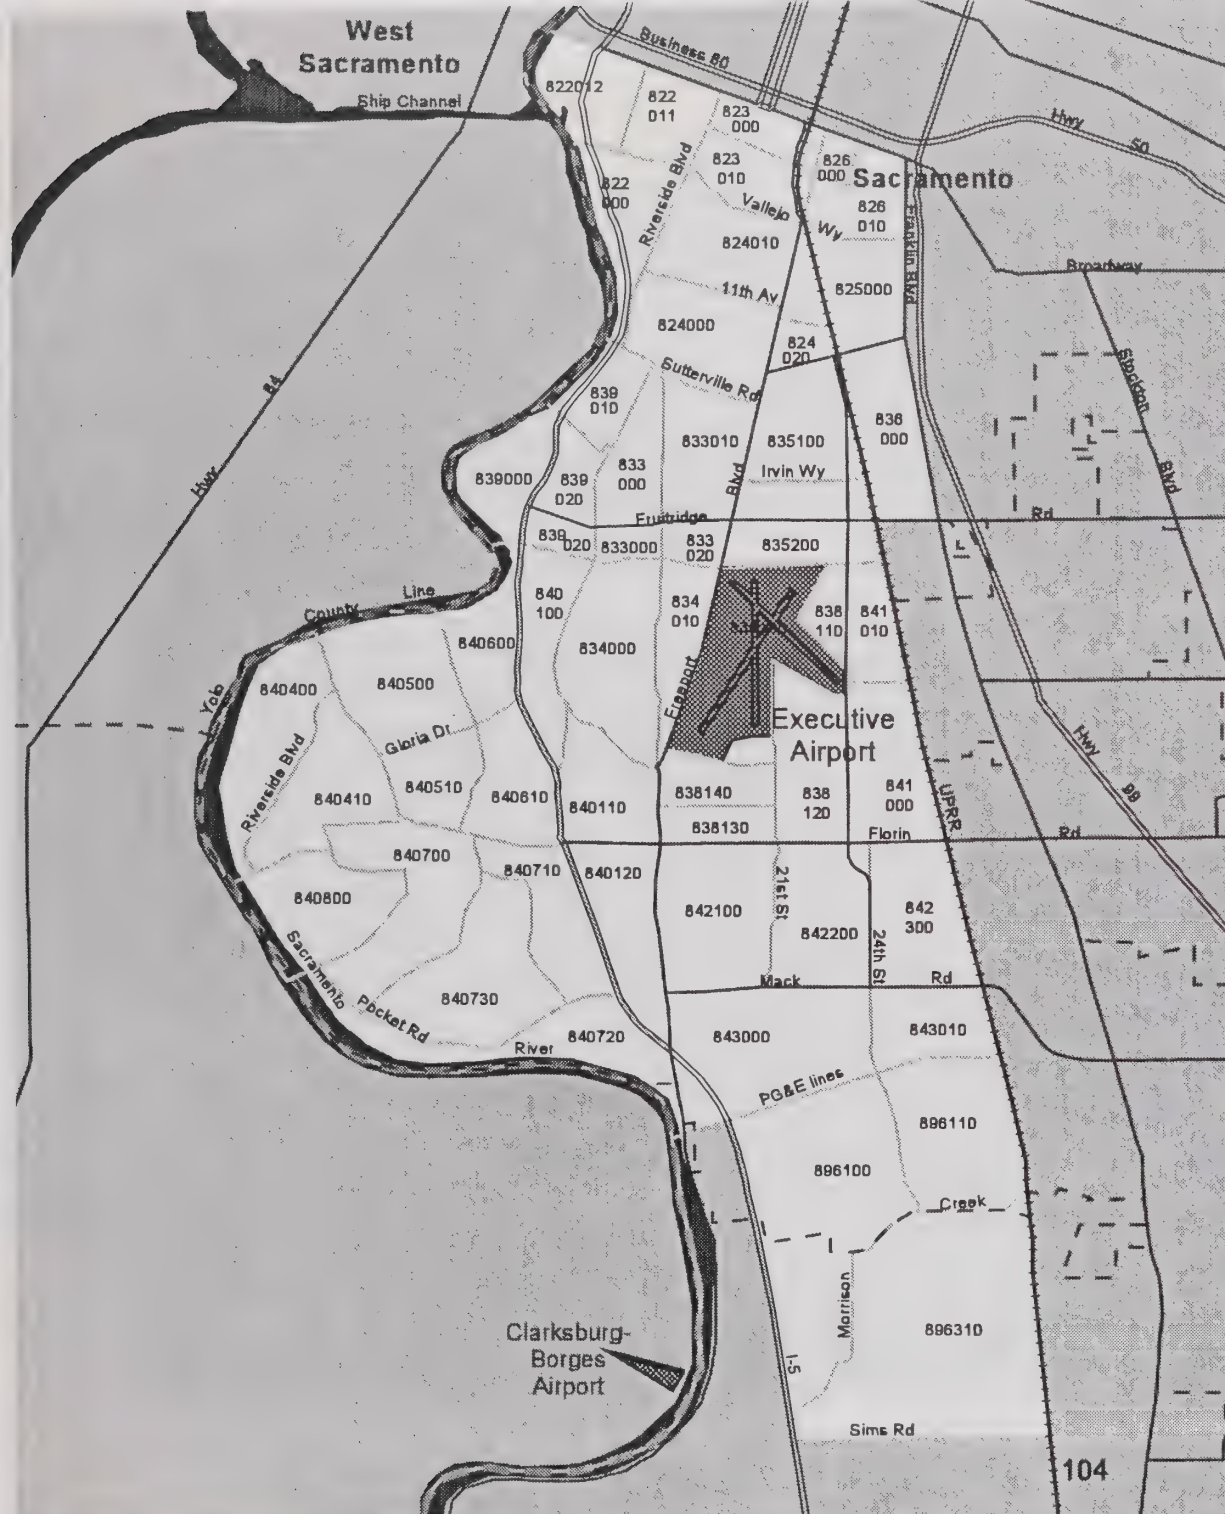 West
Sacramento
Ship Channel
Business 80
822012
822
011
823
000
823
010
826
000
Sacramento
Hwy
50
822
000
Riverside Blvd
Vallejo
Wy
826
010
Franklin Blvd
824010
Broadway
11th Av
825000
824000
824
020
Sutterville Rd
Stockton
Blvd
Hwy
84
839
010
833010
835100
836
000
Irvin Wy
Blvd
839000
839
020
833
000
Fruitridge
Rd
839
020
833000
833
020
835200
County
Line
840
100
834
010
838
110
841
010
840600
834000
Yolo
840400
840500
Freeport
Executive
Airport
Gloria Dr
Riverside Blvd
Hwy
99
840410
840510
840610
840110
838140
838
120
841
000
UPRR
838130
Florin
Rd
840700
840710
840120
840800
21st St
842100
842200
842
300
24th St
Sacramento
Pocket Rd
River
840730
840720
Mack
Rd
843000
843010
PG&E lines
896110
896100
Creek
Morrison
896310
Clarksburg-
Borges
Airport
I-5
Sims Rd
104